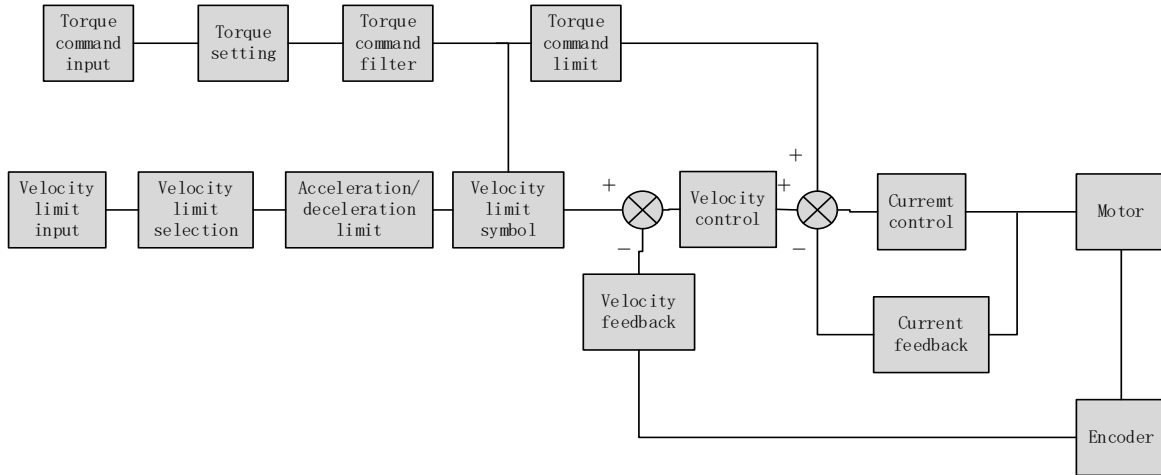 Torque
command
input
Torque
setting
Torque
command
filter
Torque
command
limit
Velocity
limit
input
Velocity
limit
selection
Acceleration/
deceleration
limit
Velocity
limit
symbol
+
−
Velocity
control
+
+
−
Curremt
control
Motor
Velocity
feedback
Current
feedback
Encoder